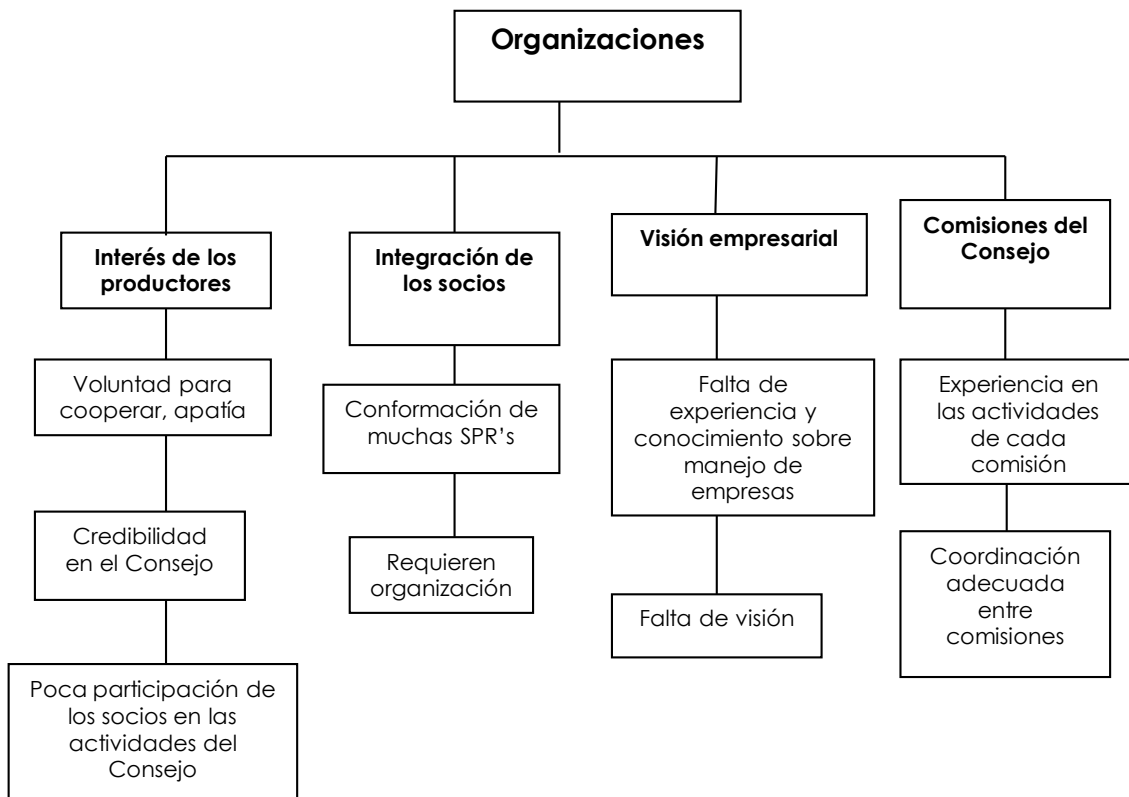 Organizaciones
Interés de los
productores
Voluntad para
cooperar, apatía
Credibilidad
en el Consejo
Poca participación de
los socios en las
actividades del
Consejo
Integración de
los socios
Conformación de
muchas SPR’s
Requieren
organización
Visión empresarial
Falta de
experiencia y
conocimiento sobre
manejo de
empresas
Falta de visión
Comisiones del
Consejo
Experiencia en
las actividades
de cada
comisión
Coordinación
adecuada
entre
comisiones